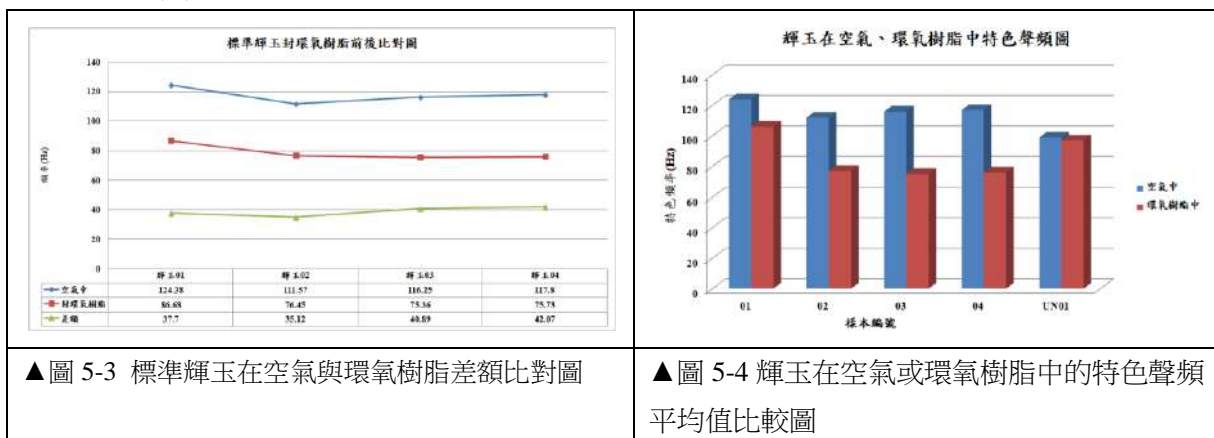 標準輝玉封環氧樹脂前後比對圖
140
120
100
80
60
40
20
0
頻率(Hz)
輝玉01 輝玉02 輝玉03 輝玉04
空氣中 124.38 111.57 116.25 117.8
封環氧樹脂 86.68 76.45 75.36 75.73
差額 37.7 35.12 40.89 42.07
▲圖 5-3 標準輝玉在空氣與環氧樹脂差額比對圖
輝玉在空氣、環氧樹脂中特色聲頻圖
140
120
100
80
60
40
20
0
特色頻率(Hz)
01 02 03 04 UN01
樣本編號
空氣中
環氧樹脂中
▲圖 5-4 輝玉在空氣或環氧樹脂中的特色聲頻
平均值比較圖